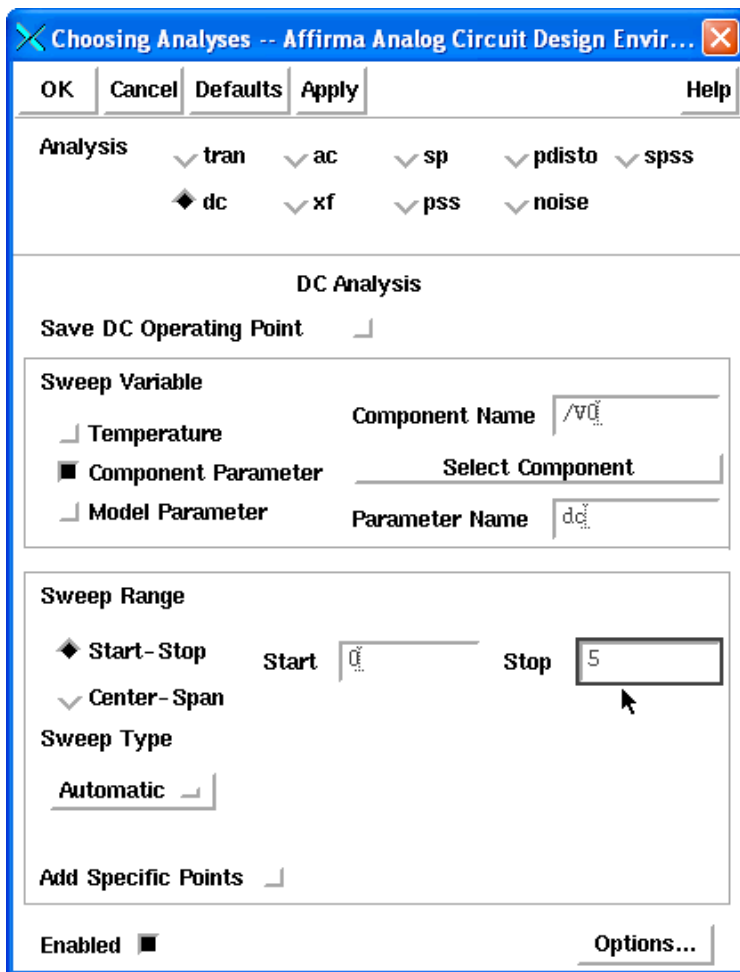 Choosing Analyses -- Affirma Analog Circuit Design Envir...
OK Cancel Defaults Apply Help
Analysis tran ac sp pdisto spss
dc xf pss noise
DC Analysis
Save DC Operating Point
Sweep Variable
Component Name /V0
Temperature
Component Parameter Select Component
Model Parameter Parameter Name dc
Sweep Range
Start-Stop Start 0 Stop 5
Center-Span
Sweep Type
Automatic
Add Specific Points
Enabled Options...